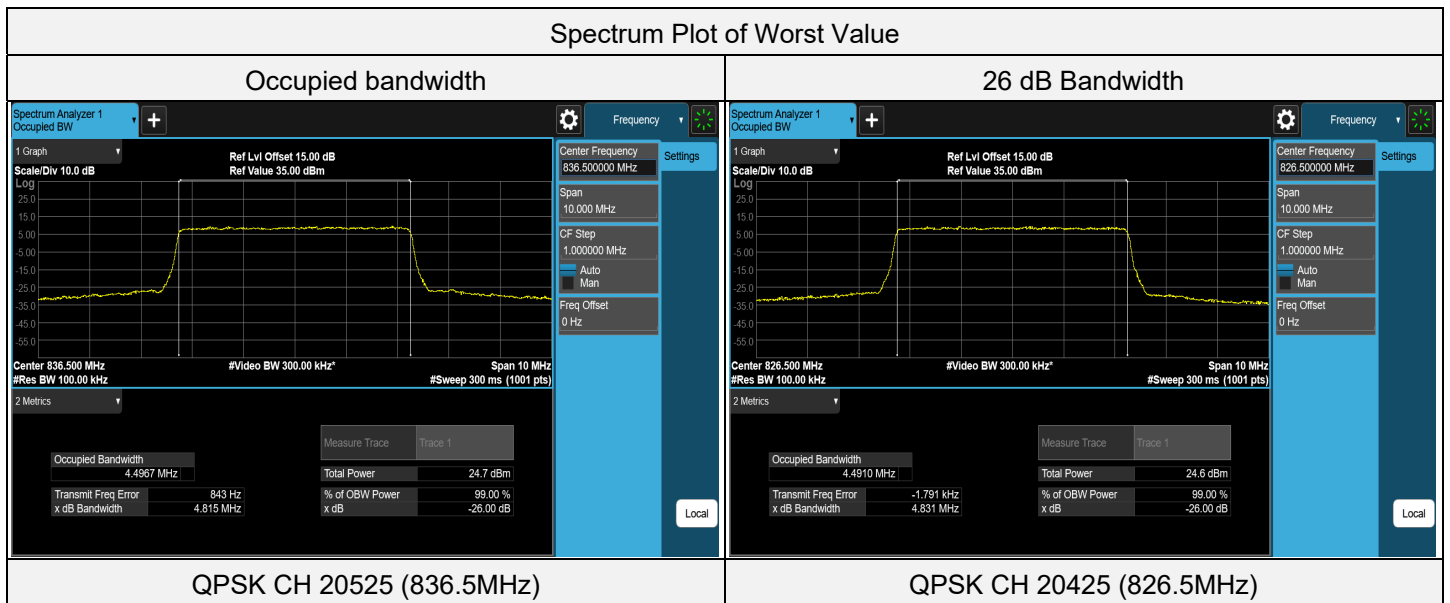 Spectrum Plot of Worst Value
Occupied bandwidth
26 dB Bandwidth
Spectrum Analyzer 1
Occupied BW
+
Frequency
1 Graph
Scale/Div 10.0 dB
Ref Lvl Offset 15.00 dB
Ref Value 35.00 dBm
Log
25.0
15.0
5.00
-5.00
-15.0
-25.0
-35.0
-45.0
-55.0
Center 836.500 MHz
#Res BW 100.00 kHz
#Video BW 300.00 kHz*
Span 10 MHz
#Sweep 300 ms (1001 pts)
Center Frequency
836.500000 MHz
Settings
Span
10.000 MHz
CF Step
1.000000 MHz
Auto
Man
Freq Offset
0 Hz
2 Metrics
Measure Trace Trace 1
Occupied Bandwidth
4.4967 MHz
Total Power 24.7 dBm
Transmit Freq Error 843 Hz
% of OBW Power 99.00 %
x dB Bandwidth 4.815 MHz
x dB -26.00 dB
Local
Spectrum Analyzer 1
Occupied BW
+
Frequency
1 Graph
Scale/Div 10.0 dB
Ref Lvl Offset 15.00 dB
Ref Value 35.00 dBm
Log
25.0
15.0
5.00
-5.00
-15.0
-25.0
-35.0
-45.0
-55.0
Center 826.500 MHz
#Res BW 100.00 kHz
#Video BW 300.00 kHz*
Span 10 MHz
#Sweep 300 ms (1001 pts)
Center Frequency
826.500000 MHz
Settings
Span
10.000 MHz
CF Step
1.000000 MHz
Auto
Man
Freq Offset
0 Hz
2 Metrics
Measure Trace Trace 1
Occupied Bandwidth
4.4910 MHz
Total Power 24.6 dBm
Transmit Freq Error -1.791 kHz
% of OBW Power 99.00 %
x dB Bandwidth 4.831 MHz
x dB -26.00 dB
Local
QPSK CH 20525 (836.5MHz)
QPSK CH 20425 (826.5MHz)